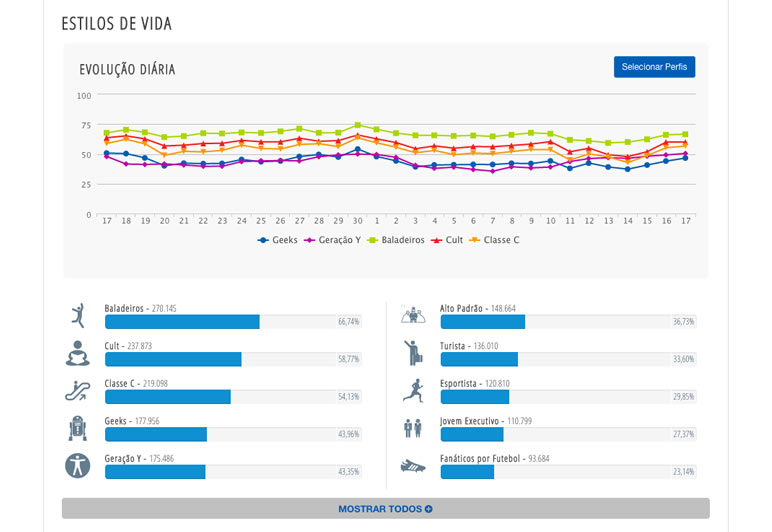 ESTILOS DE VIDA
EVOLUÇÃO DIÁRIA
Selecionar Perfis
100
75
50
25
0
17 18 19 20 21 22 23 24 25 26 27 28 29 30 1 2 3 4 5 6 7 8 9 10 11 12 13 14 15 16 17
Geeks Geração Y Baladeiros Cult Classe C
Baladeiros - 270.145
66,74%
Cult - 237.873
58,77%
Classe C - 219.098
54,13%
Geeks - 177.956
43,96%
Geração Y - 175.486
43,35%
Alto Padrão - 148.664
36,73%
Turista - 136.010
33,60%
Esportista - 120.810
29,85%
Jovem Executivo - 110.799
27,37%
Fanáticos por Futebol - 93.684
23,14%
MOSTRAR TODOS